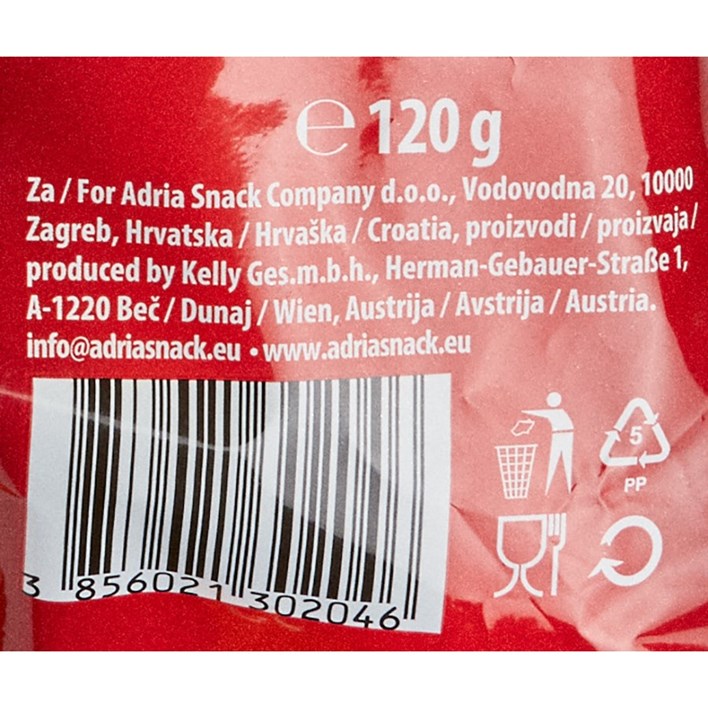 ℮ 120 g
Za / For Adria Snack Company d.o.o., Vodovodna 20, 10000
Zagreb, Hrvatska / Hrvaška / Croatia, proizvodi / proizvaja /
produced by Kelly Ges.m.b.h., Herman-Gebauer-Straße 1,
A-1220 Beč / Dunaj / Wien, Austrija / Avstrija / Austria.
info@adriasnack.eu • www.adriasnack.eu
5
PP
3 856021 302046